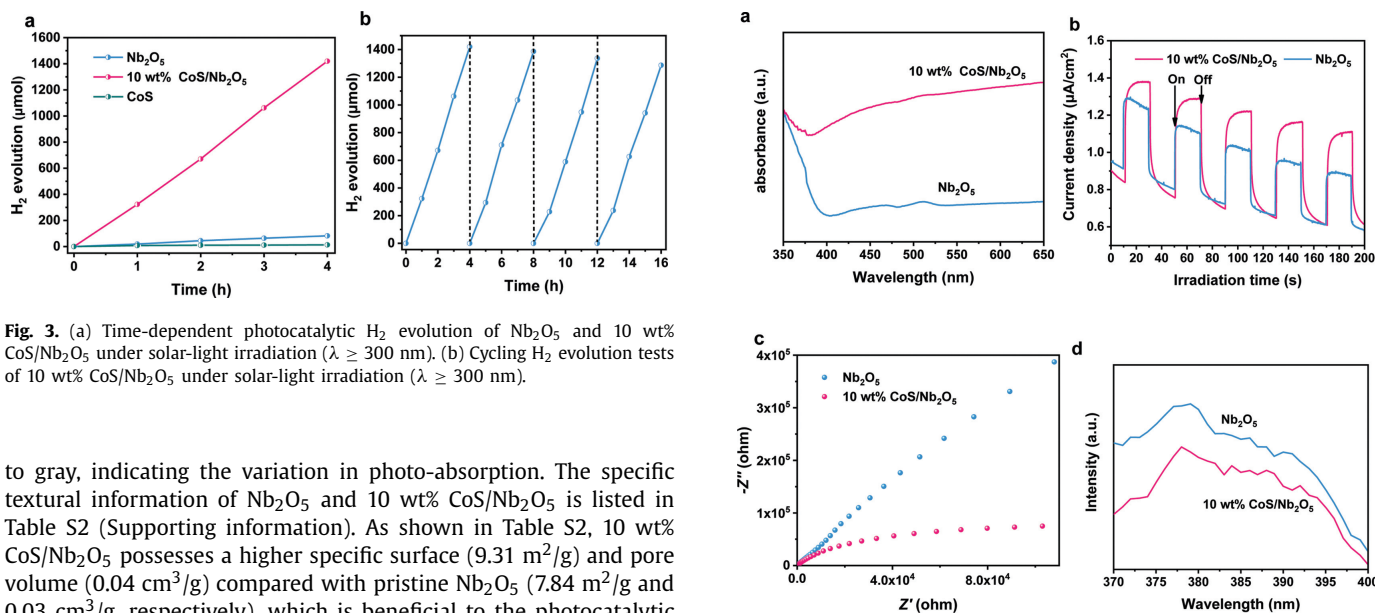 a
Nb₂O₅
10 wt% CoS/Nb₂O₅
CoS
H₂ evolution (μmol)
1600
1400
1200
1000
800
600
400
200
0
0 1 2 3 4
Time (h)
b
H₂ evolution (μmol)
1400
1200
1000
800
600
400
200
0
0 2 4 6 8 10 12 14 16
Time (h)
Fig. 3. (a) Time-dependent photocatalytic H₂ evolution of Nb₂O₅ and 10 wt%
CoS/Nb₂O₅ under solar-light irradiation (λ ≥ 300 nm). (b) Cycling H₂ evolution tests
of 10 wt% CoS/Nb₂O₅ under solar-light irradiation (λ ≥ 300 nm).
to gray, indicating the variation in photo-absorption. The specific
textural information of Nb₂O₅ and 10 wt% CoS/Nb₂O₅ is listed in
Table S2 (Supporting information). As shown in Table S2, 10 wt%
CoS/Nb₂O₅ possesses a higher specific surface (9.31 m²/g) and pore
volume (0.04 cm³/g) compared with pristine Nb₂O₅ (7.84 m²/g and
0.03 cm³/g, respectively), which is beneficial to the photocatalytic
a
absorbance (a.u.)
10 wt% CoS/Nb₂O₅
Nb₂O₅
350 400 450 500 550 600 650
Wavelength (nm)
b
10 wt% CoS/Nb₂O₅ Nb₂O₅
On Off
Current density (μA/cm²)
1.6
1.4
1.2
1.0
0.8
0.6
0 20 40 60 80 100 120 140 160 180 200
Irradiation time (s)
c
Nb₂O₅
10 wt% CoS/Nb₂O₅
-Z″ (ohm)
4x10⁵
3x10⁵
2x10⁵
1x10⁵
0
0.0 4.0x10⁴ 8.0x10⁴
Z′ (ohm)
d
Intensity (a.u.)
Nb₂O₅
10 wt% CoS/Nb₂O₅
370 375 380 385 390 395 400